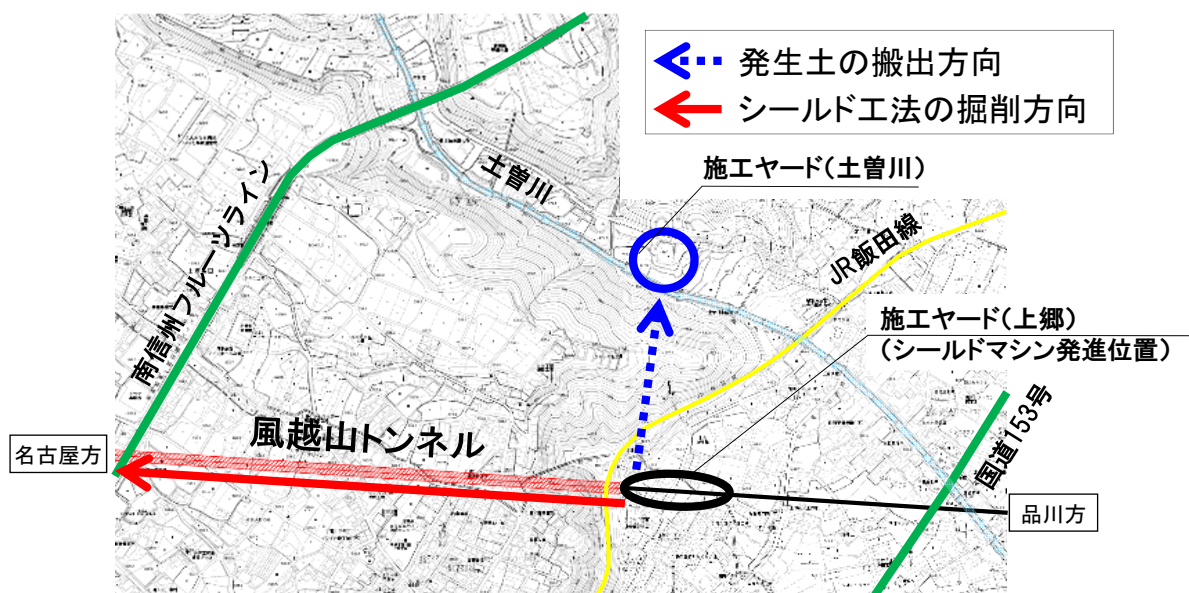 発生土の搬出方向
シールド工法の掘削方向
施工ヤード(土曽川)
土曽川
JR飯田線
南信州フルーツライン
施工ヤード(上郷)
(シールドマシン発進位置)
風越山トンネル
名古屋方
国道153号
品川方